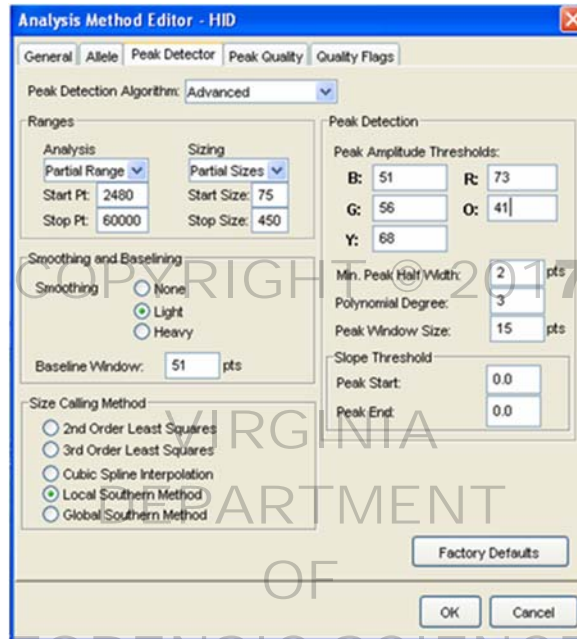 Analysis Method Editor - HID
General Allele Peak Detector Peak Quality Quality Flags
Peak Detection Algorithm: Advanced
Ranges
Analysis Sizing
Partial Range Partial Sizes
Start Pt: 2480 Start Size: 75
Stop Pt: 60000 Stop Size: 450
Smoothing and Baselining
Smoothing None
Light
Heavy
Baseline Window: 51 pts
Size Calling Method
2nd Order Least Squares
3rd Order Least Squares
Cubic Spline Interpolation
Local Southern Method
Global Southern Method
Peak Detection
Peak Amplitude Thresholds:
B: 51 R: 73
G: 56 O: 41
Y: 68
Min. Peak Half Width: 2 pts
Polynomial Degree: 3
Peak Window Size: 15 pts
Slope Threshold
Peak Start: 0.0
Peak End: 0.0
Factory Defaults
OK Cancel
COPYRIGHT © 2017
VIRGINIA
DEPARTMENT
OF
FORENSIC SCIENCE